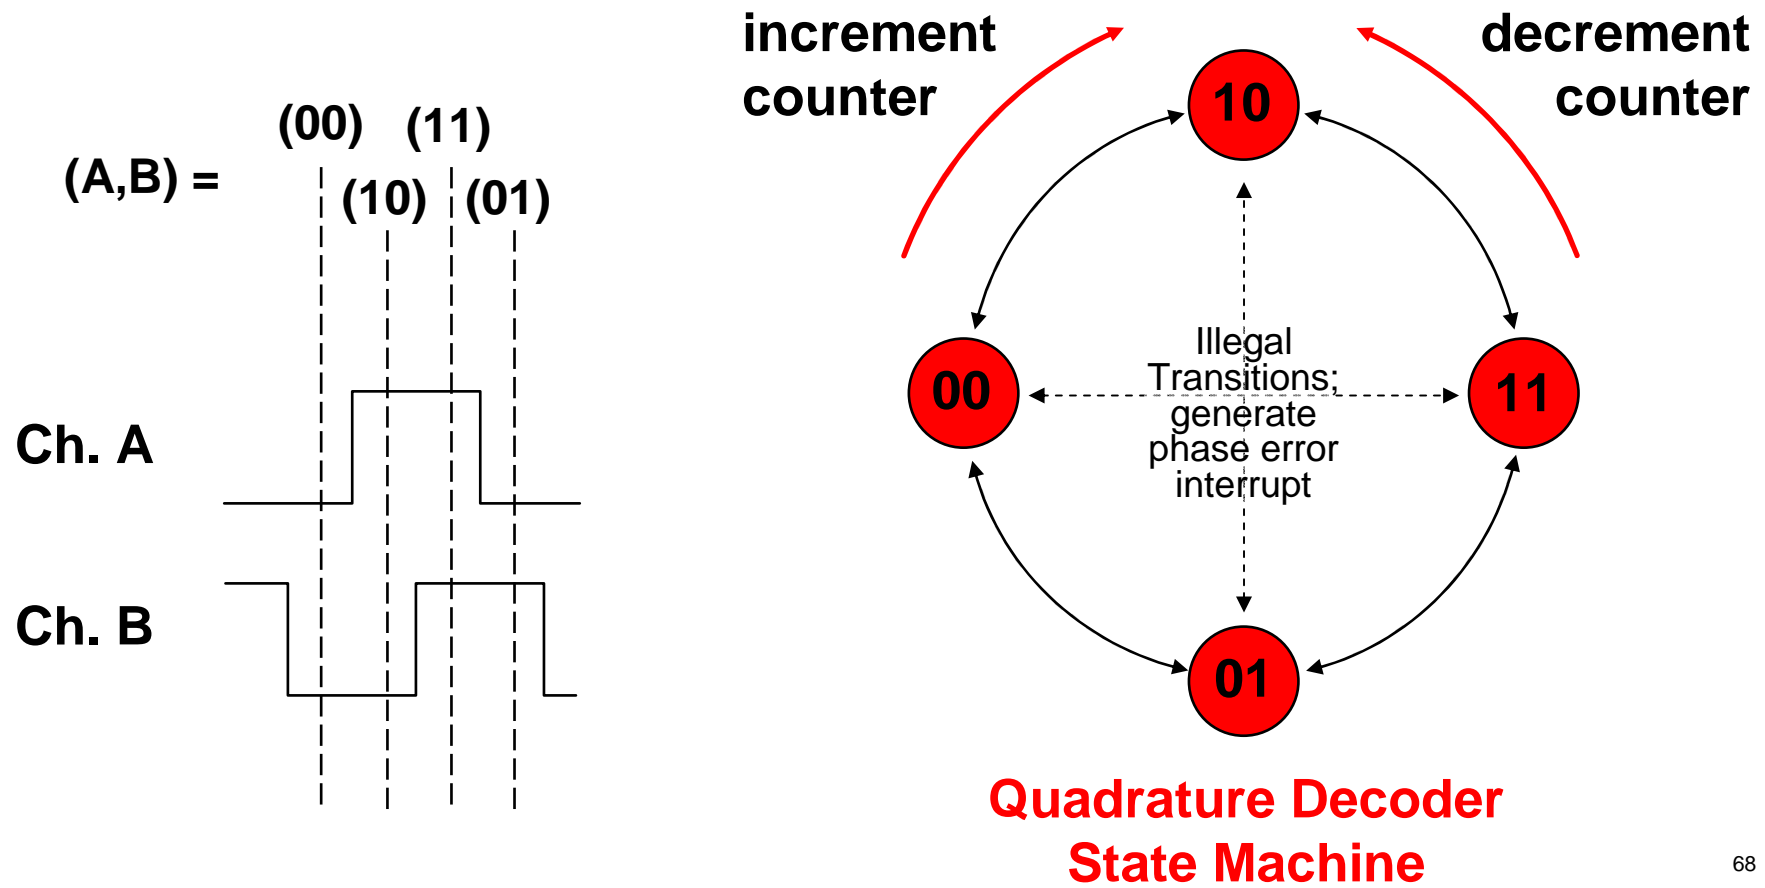 increment
counter
decrement
counter
(00) (11)
(A,B) =
(10) (01)
Ch. A
Ch. B
10
00
11
01
Illegal
Transitions;
generate
phase error
interrupt
Quadrature Decoder
State Machine
68